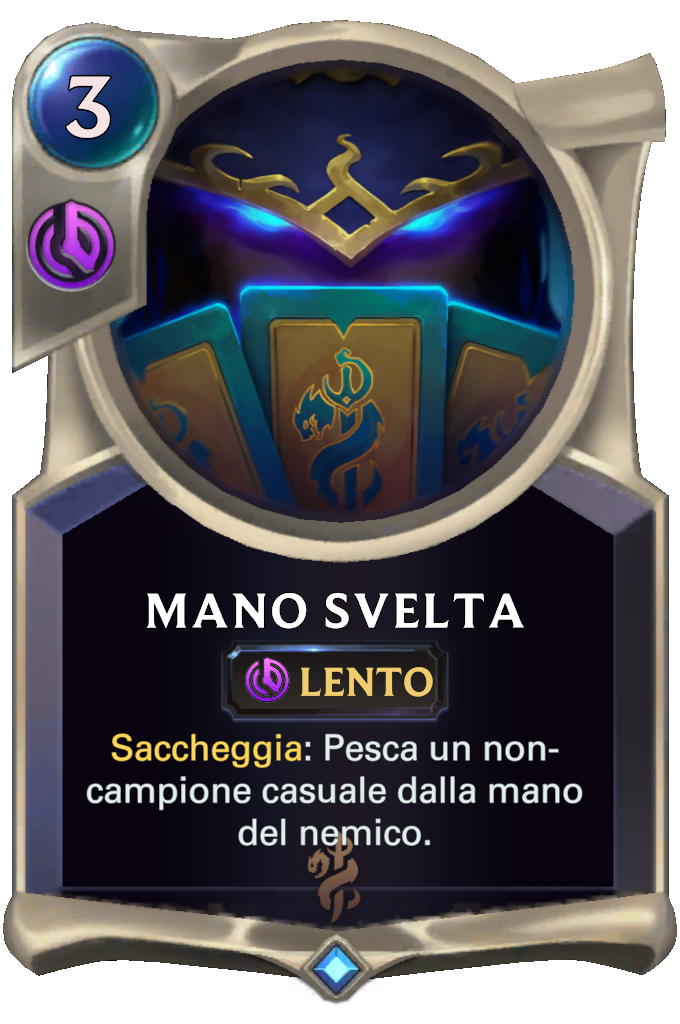 3
MANO SVELTA
LENTO
Saccheggia: Pesca un non-
campione casuale dalla mano
del nemico.